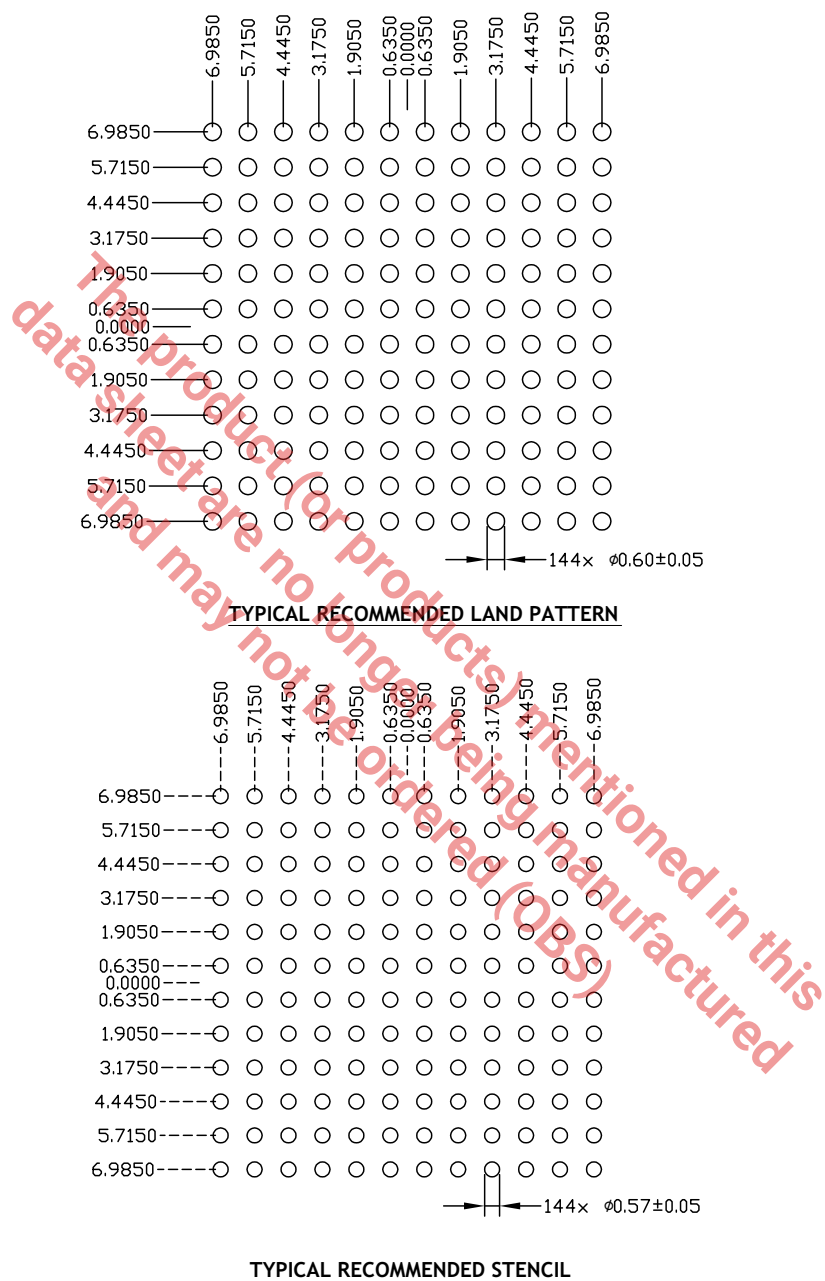 6.9850 5.7150 4.4450 3.1750 1.9050 0.6350 0.0000 0.6350 1.9050 3.1750 4.4450 5.7150 6.9850
6.9850
5.7150
4.4450
3.1750
1.9050
0.6350
0.0000
0.6350
1.9050
3.1750
4.4450
5.7150
6.9850
144x ⌀0.60±0.05
TYPICAL RECOMMENDED LAND PATTERN
6.9850 5.7150 4.4450 3.1750 1.9050 0.6350 0.0000 0.6350 1.9050 3.1750 4.4450 5.7150 6.9850
6.9850
5.7150
4.4450
3.1750
1.9050
0.6350
0.0000
0.6350
1.9050
3.1750
4.4450
5.7150
6.9850
144x ⌀0.57±0.05
TYPICAL RECOMMENDED STENCIL
The product (or products) mentioned in this
data sheet are no longer being manufactured
and may not be ordered (OBS)